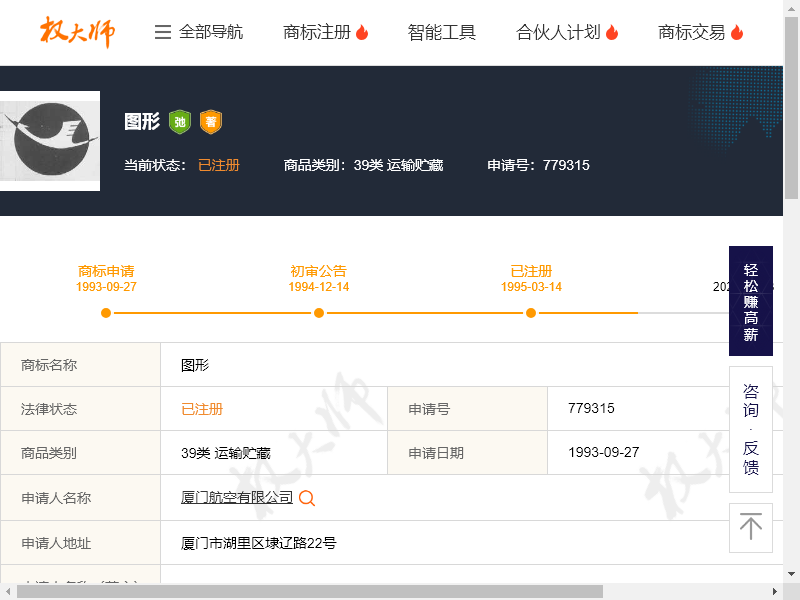 权大师
全部导航 商标注册 智能工具 合伙人计划 商标交易
图形 驰 著
当前状态： 已注册 商品类别：39类 运输贮藏 申请号：779315
商标申请 初审公告 已注册
1993-09-27 1994-12-14 1995-03-14
轻松赚高薪
商标名称 图形
法律状态 已注册 申请号 779315
商品类别 39类 运输贮藏 申请日期 1993-09-27
申请人名称 厦门航空有限公司
申请人地址 厦门市湖里区埭辽路22号
咨询·反馈
权大师